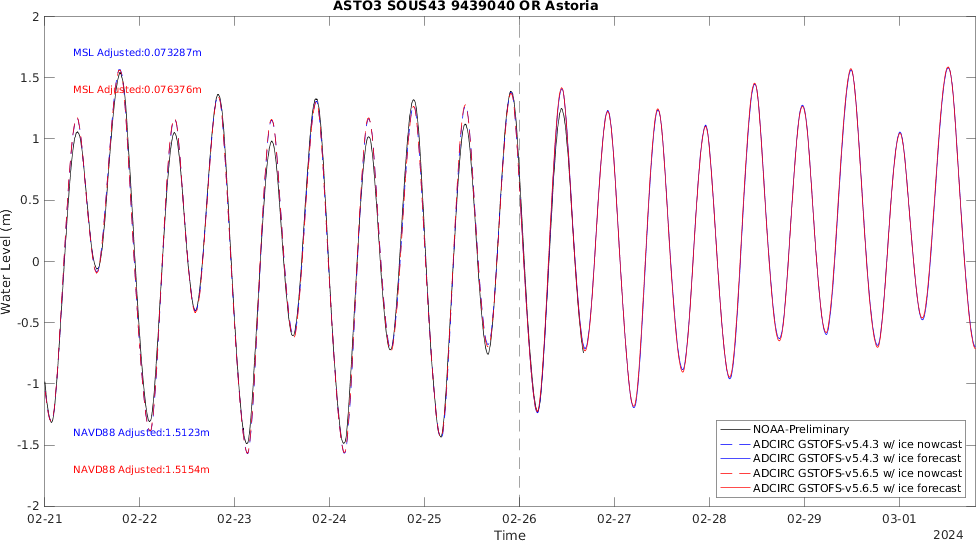 ASTO3 SOUS43 9439040 OR Astoria
2
1.5
1
0.5
0
-0.5
-1
-1.5
-2
Water Level (m)
MSL Adjusted:0.073287m
MSL Adjusted:0.076376m
NAVD88 Adjusted:1.5123m
NAVD88 Adjusted:1.5154m
NOAA-Preliminary
ADCIRC GSTOFS-v5.4.3 w/ ice nowcast
ADCIRC GSTOFS-v5.4.3 w/ ice forecast
ADCIRC GSTOFS-v5.6.5 w/ ice nowcast
ADCIRC GSTOFS-v5.6.5 w/ ice forecast
02-21 02-22 02-23 02-24 02-25 02-26 02-27 02-28 02-29 03-01
Time
2024